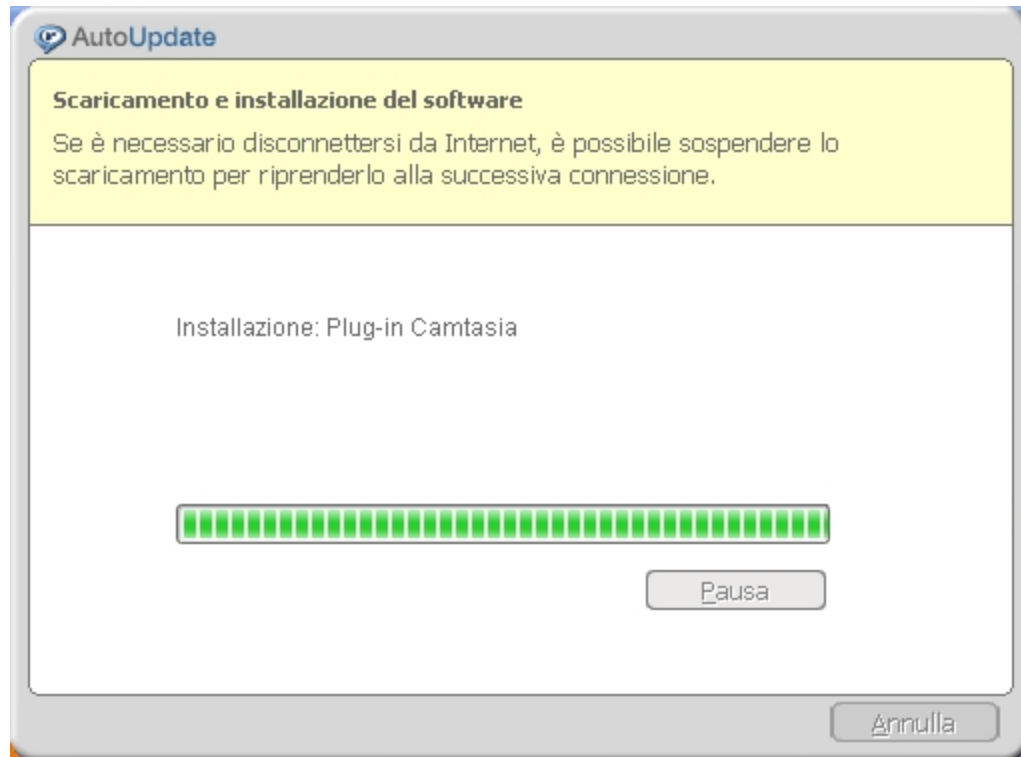 AutoUpdate
Scaricamento e installazione del software
Se è necessario disconnettersi da Internet, è possibile sospendere lo
scaricamento per riprenderlo alla successiva connessione.
Installazione: Plug-in Camtasia
Pausa
Annulla